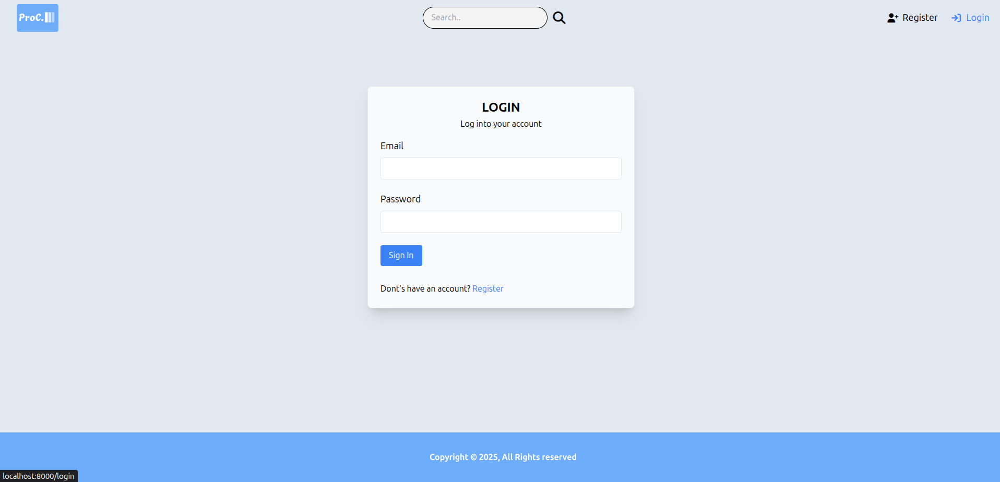 ProC.
Search..
Register
Login
LOGIN
Log into your account
Email
Password
Sign In
Dont's have an account? Register
Copyright © 2025, All Rights reserved
localhost:8000/login